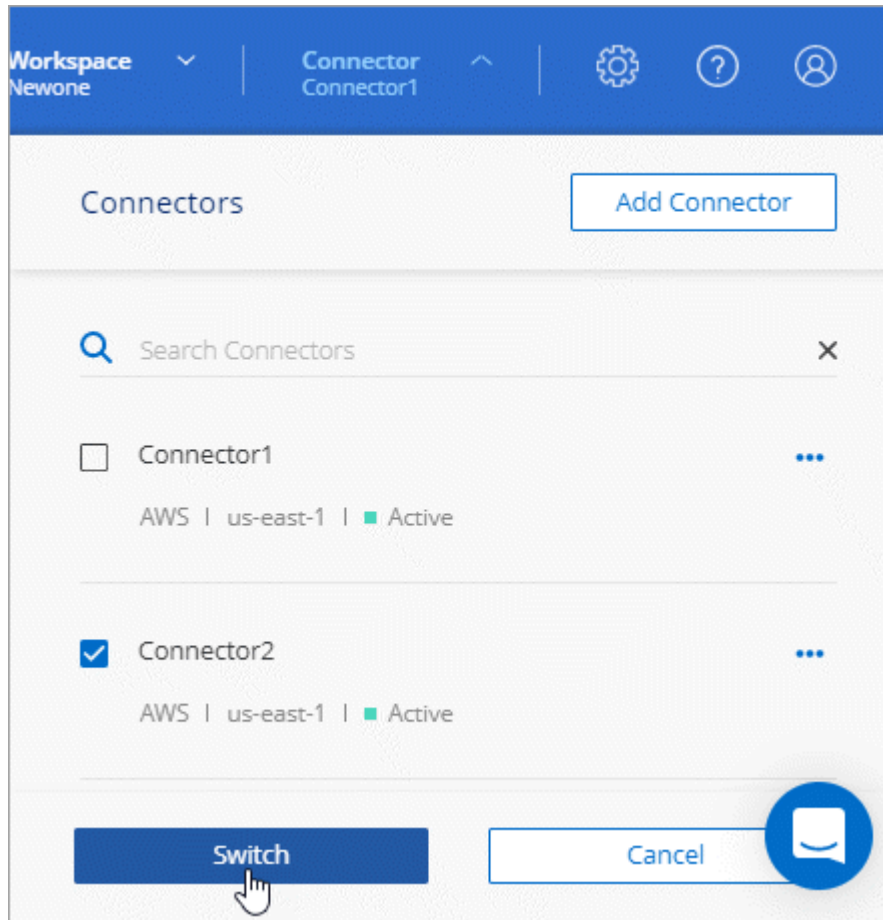 Workspace
Newone
Connector
Connector1
?
Connectors
Add Connector
Search Connectors
Connector1
AWS | us-east-1 | Active
Connector2
AWS | us-east-1 | Active
Switch
Cancel